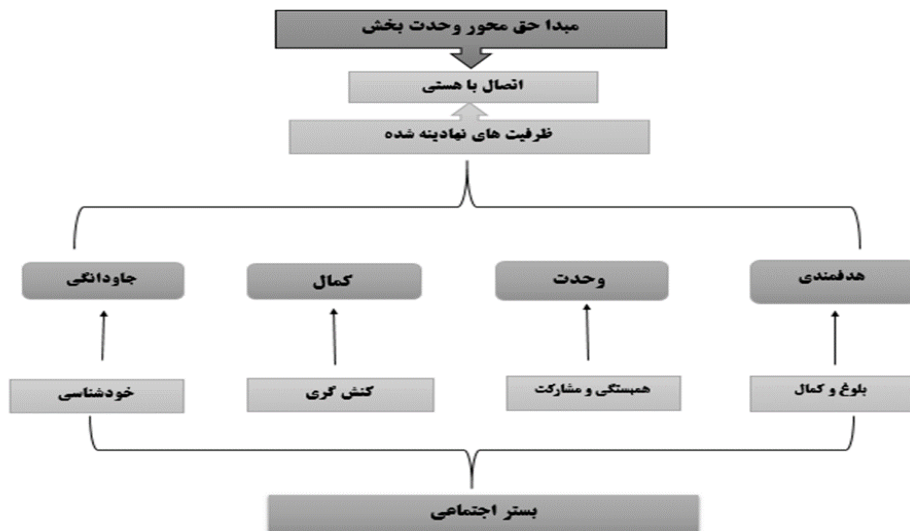 مبدا حق محور وحدت بخش
اتصال با هستی
ظرفیت های نهادینه شده
هدفمندی
وحدت
کمال
جاودانگی
بلوغ و کمال
همبستگی و مشارکت
کنش گری
خودشناسی
بستر اجتماعی